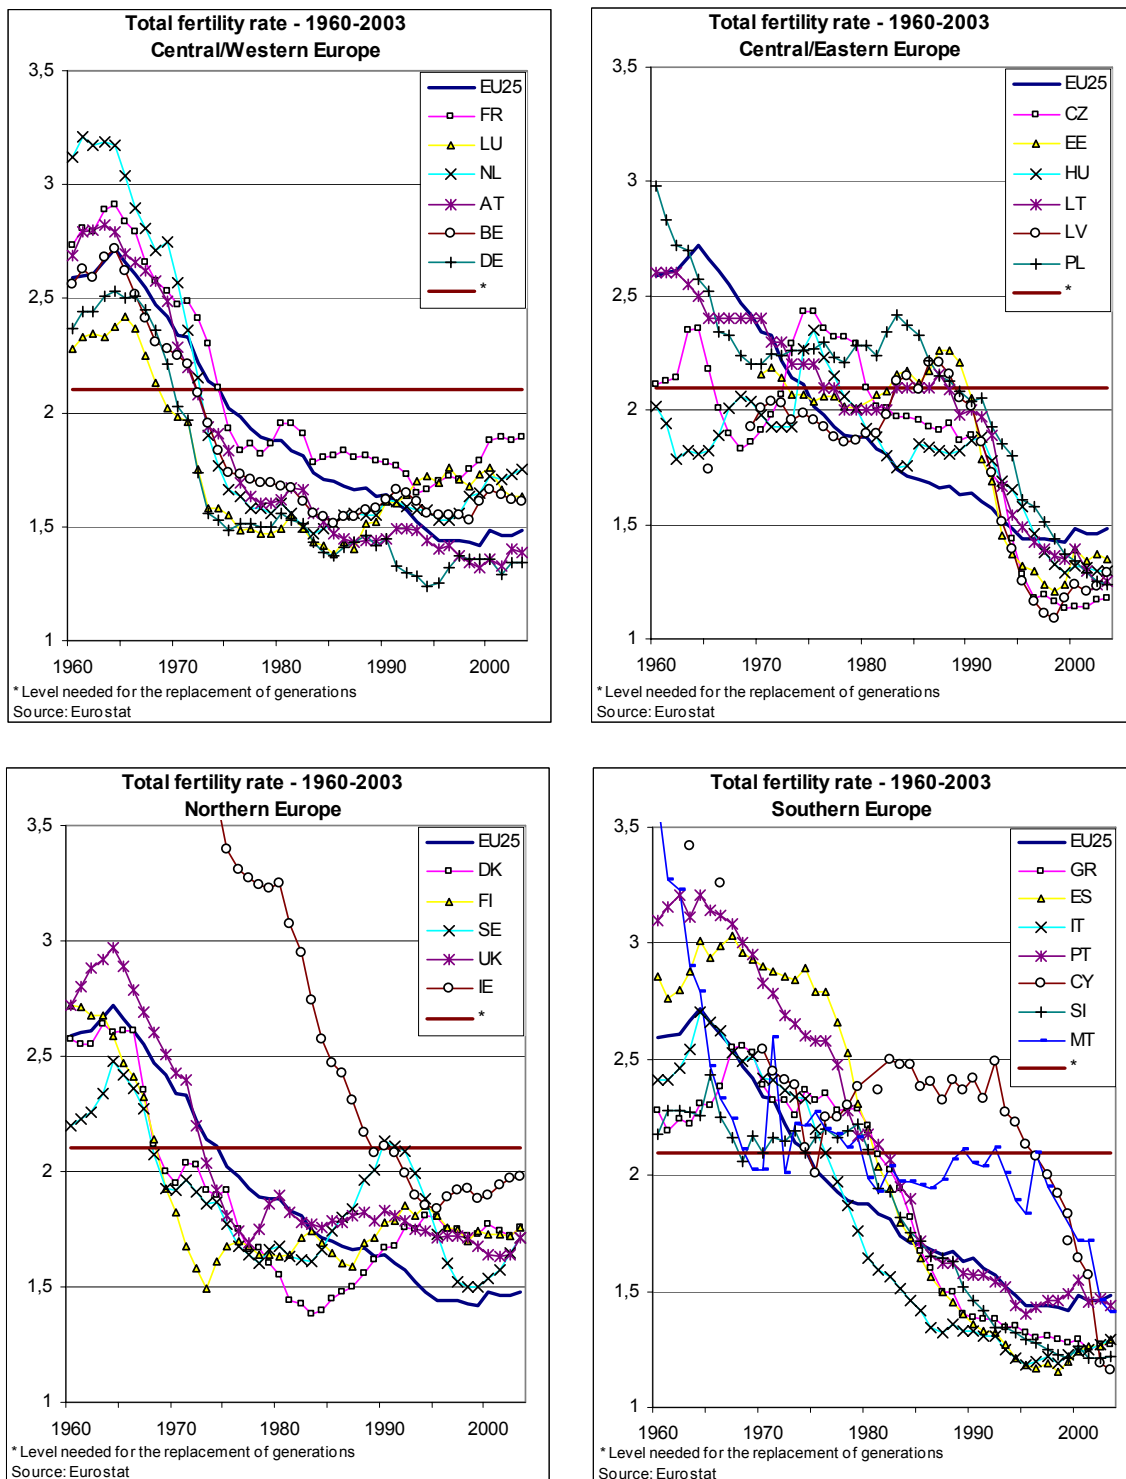 Total fertility rate - 1960-2003
Central/Western Europe
3,5
3
2,5
2
1,5
1
1960
1970
1980
1990
2000
EU25
FR
LU
NL
AT
BE
DE
*
* Level needed for the replacement of generations
Source: Eurostat
Total fertility rate - 1960-2003
Central/Eastern Europe
3,5
3
2,5
2
1,5
1
1960
1970
1980
1990
2000
EU25
CZ
EE
HU
LT
LV
PL
*
* Level needed for the replacement of generations
Source: Eurostat
Total fertility rate - 1960-2003
Northern Europe
3,5
3
2,5
2
1,5
1
1960
1970
1980
1990
2000
EU25
DK
FI
SE
UK
IE
*
* Level needed for the replacement of generations
Source: Eurostat
Total fertility rate - 1960-2003
Southern Europe
3,5
3
2,5
2
1,5
1
1960
1970
1980
1990
2000
EU25
GR
ES
IT
PT
CY
SI
MT
*
* Level needed for the replacement of generations
Source: Eurostat